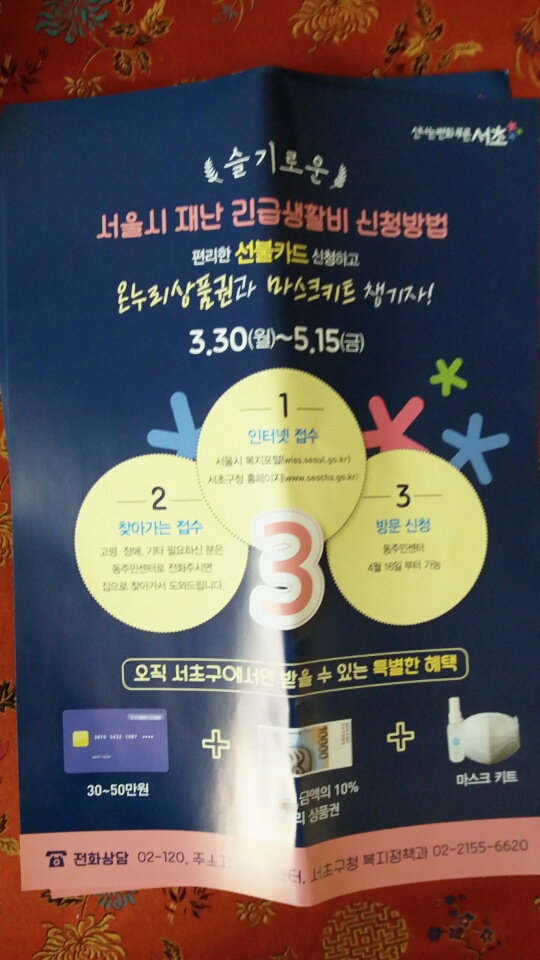 서초
슬기로운
서울시 재난 긴급생활비 신청방법
편리한 선불카드 신청하고
온누리상품권과 마스크키트 챙기자!
3.30(월)~5.15(금)
1
인터넷 접수
서울시 복지포털(wiss.seoul.go.kr)
서초구청 홈페이지(www.seocho.go.kr)
2
찾아가는 접수
고령·장애, 기타 필요하신 분은
동주민센터로 전화주시면
집으로 찾아가서 도와드립니다.
3
방문 신청
동주민센터
4월 16일 부터 가능
3
오직 서초구에서만 받을 수 있는 특별한 혜택
30~50만원
10000
금액의 10%
상품권
마스크 키트
전화상담 02-120, 서초구청 복지정책과 02-2155-6620